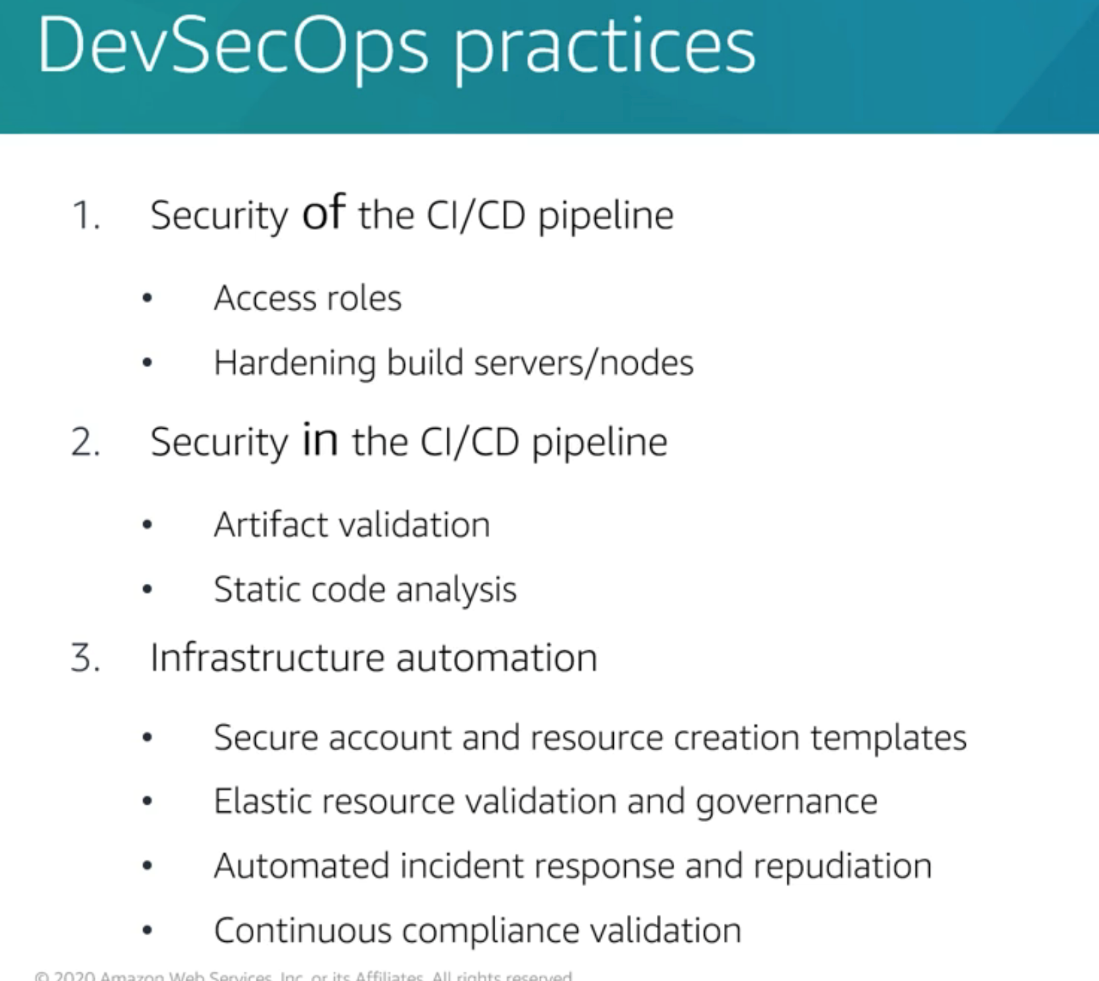 DevSecOps practices
1. Security of the CI/CD pipeline
• Access roles
• Hardening build servers/nodes
2. Security in the CI/CD pipeline
• Artifact validation
• Static code analysis
3. Infrastructure automation
• Secure account and resource creation templates
• Elastic resource validation and governance
• Automated incident response and repudiation
• Continuous compliance validation
© 2020 Amazon Web Services, Inc. or its Affiliates. All rights reserved